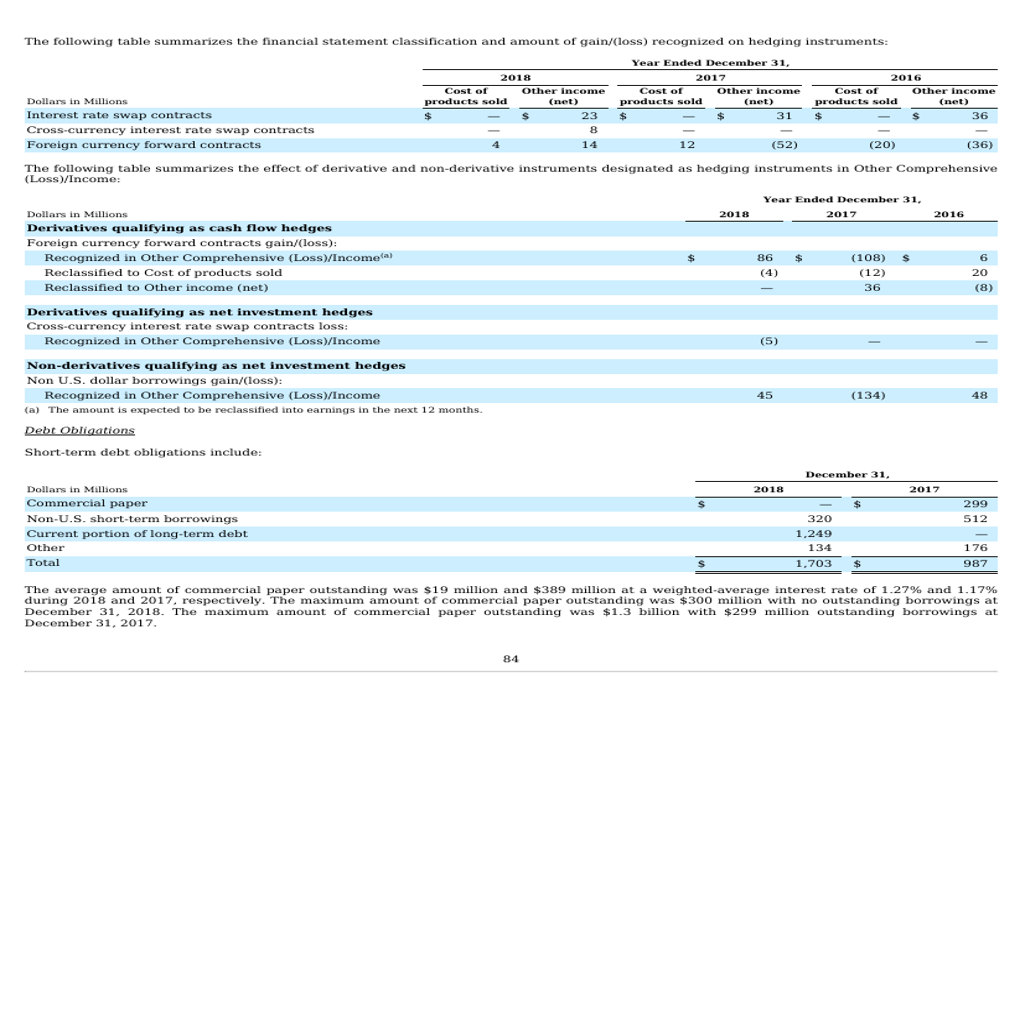 The following table summarizes the financial statement classification and amount of gain/(loss) recognized on hedging instruments:
Year Ended December 31,
2018 2017 2016
Dollars in Millions Cost of products sold Other income (net) Cost of products sold Other income (net) Cost of products sold Other income (net)
Interest rate swap contracts $ — $ 23 $ — $ 31 $ — $ 36
Cross-currency interest rate swap contracts — 8 — — — —
Foreign currency forward contracts 4 14 12 (52) (20) (36)
The following table summarizes the effect of derivative and non-derivative instruments designated as hedging instruments in Other Comprehensive
(Loss)/Income:
Year Ended December 31,
Dollars in Millions 2018 2017 2016
Derivatives qualifying as cash flow hedges
Foreign currency forward contracts gain/(loss):
Recognized in Other Comprehensive (Loss)/Income(a) $ 86 $ (108) $ 6
Reclassified to Cost of products sold (4) (12) 20
Reclassified to Other income (net) — 36 (8)
Derivatives qualifying as net investment hedges
Cross-currency interest rate swap contracts loss:
Recognized in Other Comprehensive (Loss)/Income (5) — —
Non-derivatives qualifying as net investment hedges
Non U.S. dollar borrowings gain/(loss):
Recognized in Other Comprehensive (Loss)/Income 45 (134) 48
(a) The amount is expected to be reclassified into earnings in the next 12 months.
Debt Obligations
Short-term debt obligations include:
December 31,
Dollars in Millions 2018 2017
Commercial paper $ — $ 299
Non-U.S. short-term borrowings 320 512
Current portion of long-term debt 1,249 —
Other 134 176
Total $ 1,703 $ 987
The average amount of commercial paper outstanding was $19 million and $389 million at a weighted-average interest rate of 1.27% and 1.17%
during 2018 and 2017, respectively. The maximum amount of commercial paper outstanding was $300 million with no outstanding borrowings at
December 31, 2018. The maximum amount of commercial paper outstanding was $1.3 billion with $299 million outstanding borrowings at
December 31, 2017.
84